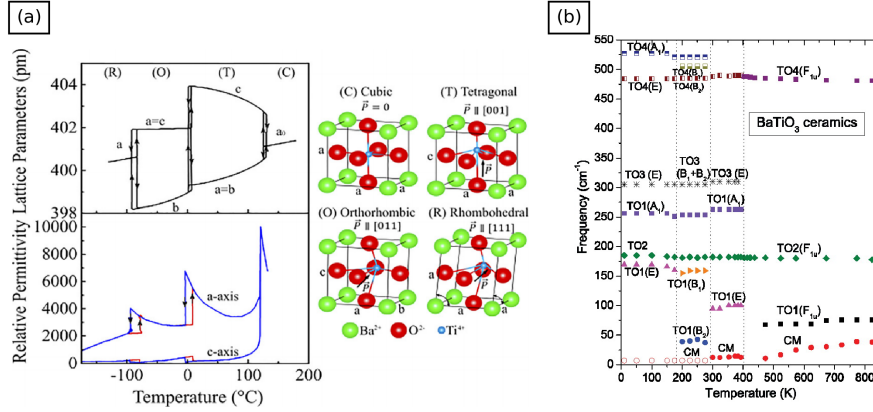 (a)
(R) (O) (T) (C)
Lattice Parameters (pm)
404
402
400
398
c
a=c
a
a₀
a=b
b
Relative Permittivity
10000
8000
6000
4000
2000
0
a-axis
c-axis
-100 0 100
Temperature (°C)
(C) Cubic
P⃗ = 0
a
a
a
(T) Tetragonal
P⃗ ∥ [001]
c
P⃗
a
a
(O) Orthorhombic
P⃗ ∥ [011]
c
P⃗
a
b
(R) Rhombohedral
P⃗ ∥ [111]
a
P⃗
a
a
Ba²⁺ O²⁻ Ti⁴⁺
(b)
Frequency (cm⁻¹)
550
500
450
400
350
300
250
200
150
100
50
0
TO4(A₁)
TO4(B₁)
TO4(E) TO4(B₂)
TO4(F₁ᵤ)
BaTiO₃ ceramics
TO3
TO3 (E) (B₁+B₂) TO3 (E)
TO1(A₁) TO1(A₁)
TO2 TO2(F₁ᵤ)
TO1(E)
TO1(B₁)
TO1(E)
TO1(F₁ᵤ)
TO1(B₂)
CM CM CM
0 100 200 300 400 500 600 700 800
Temperature (K)